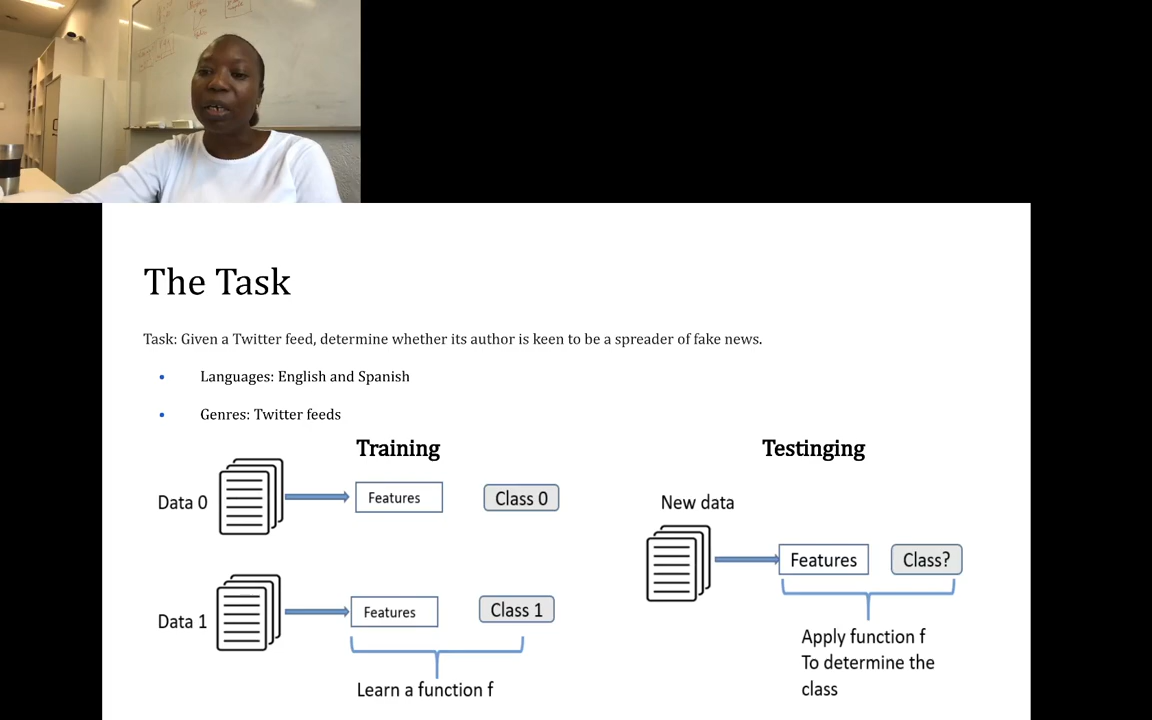 The Task
Task: Given a Twitter feed, determine whether its author is keen to be a spreader of fake news.
• Languages: English and Spanish
• Genres: Twitter feeds
Training
Data 0
Features
Class 0
Data 1
Features
Class 1
Learn a function f
Testinging
New data
Features
Class?
Apply function f
To determine the
class